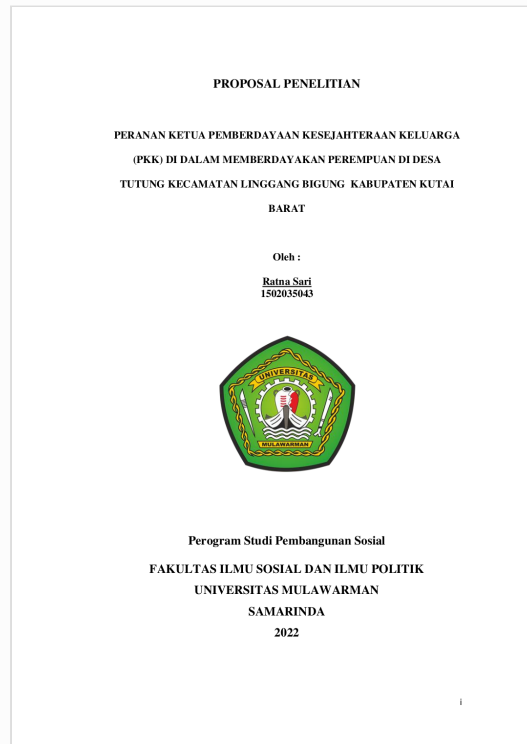 PROPOSAL PENELITIAN
PERANAN KETUA PEMBERDAYAAN KESEJAHTERAAN KELUARGA
(PKK) DI DALAM MEMBERDAYAKAN PEREMPUAN DI DESA
TUTUNG KECAMATAN LINGGANG BIGUNG KABUPATEN KUTAI
BARAT
Oleh :
Ratna Sari
1502035043
UNIVERSITAS
MULAWARMAN
Perogram Studi Pembangunan Sosial
FAKULTAS ILMU SOSIAL DAN ILMU POLITIK
UNIVERSITAS MULAWARMAN
SAMARINDA
2022
i